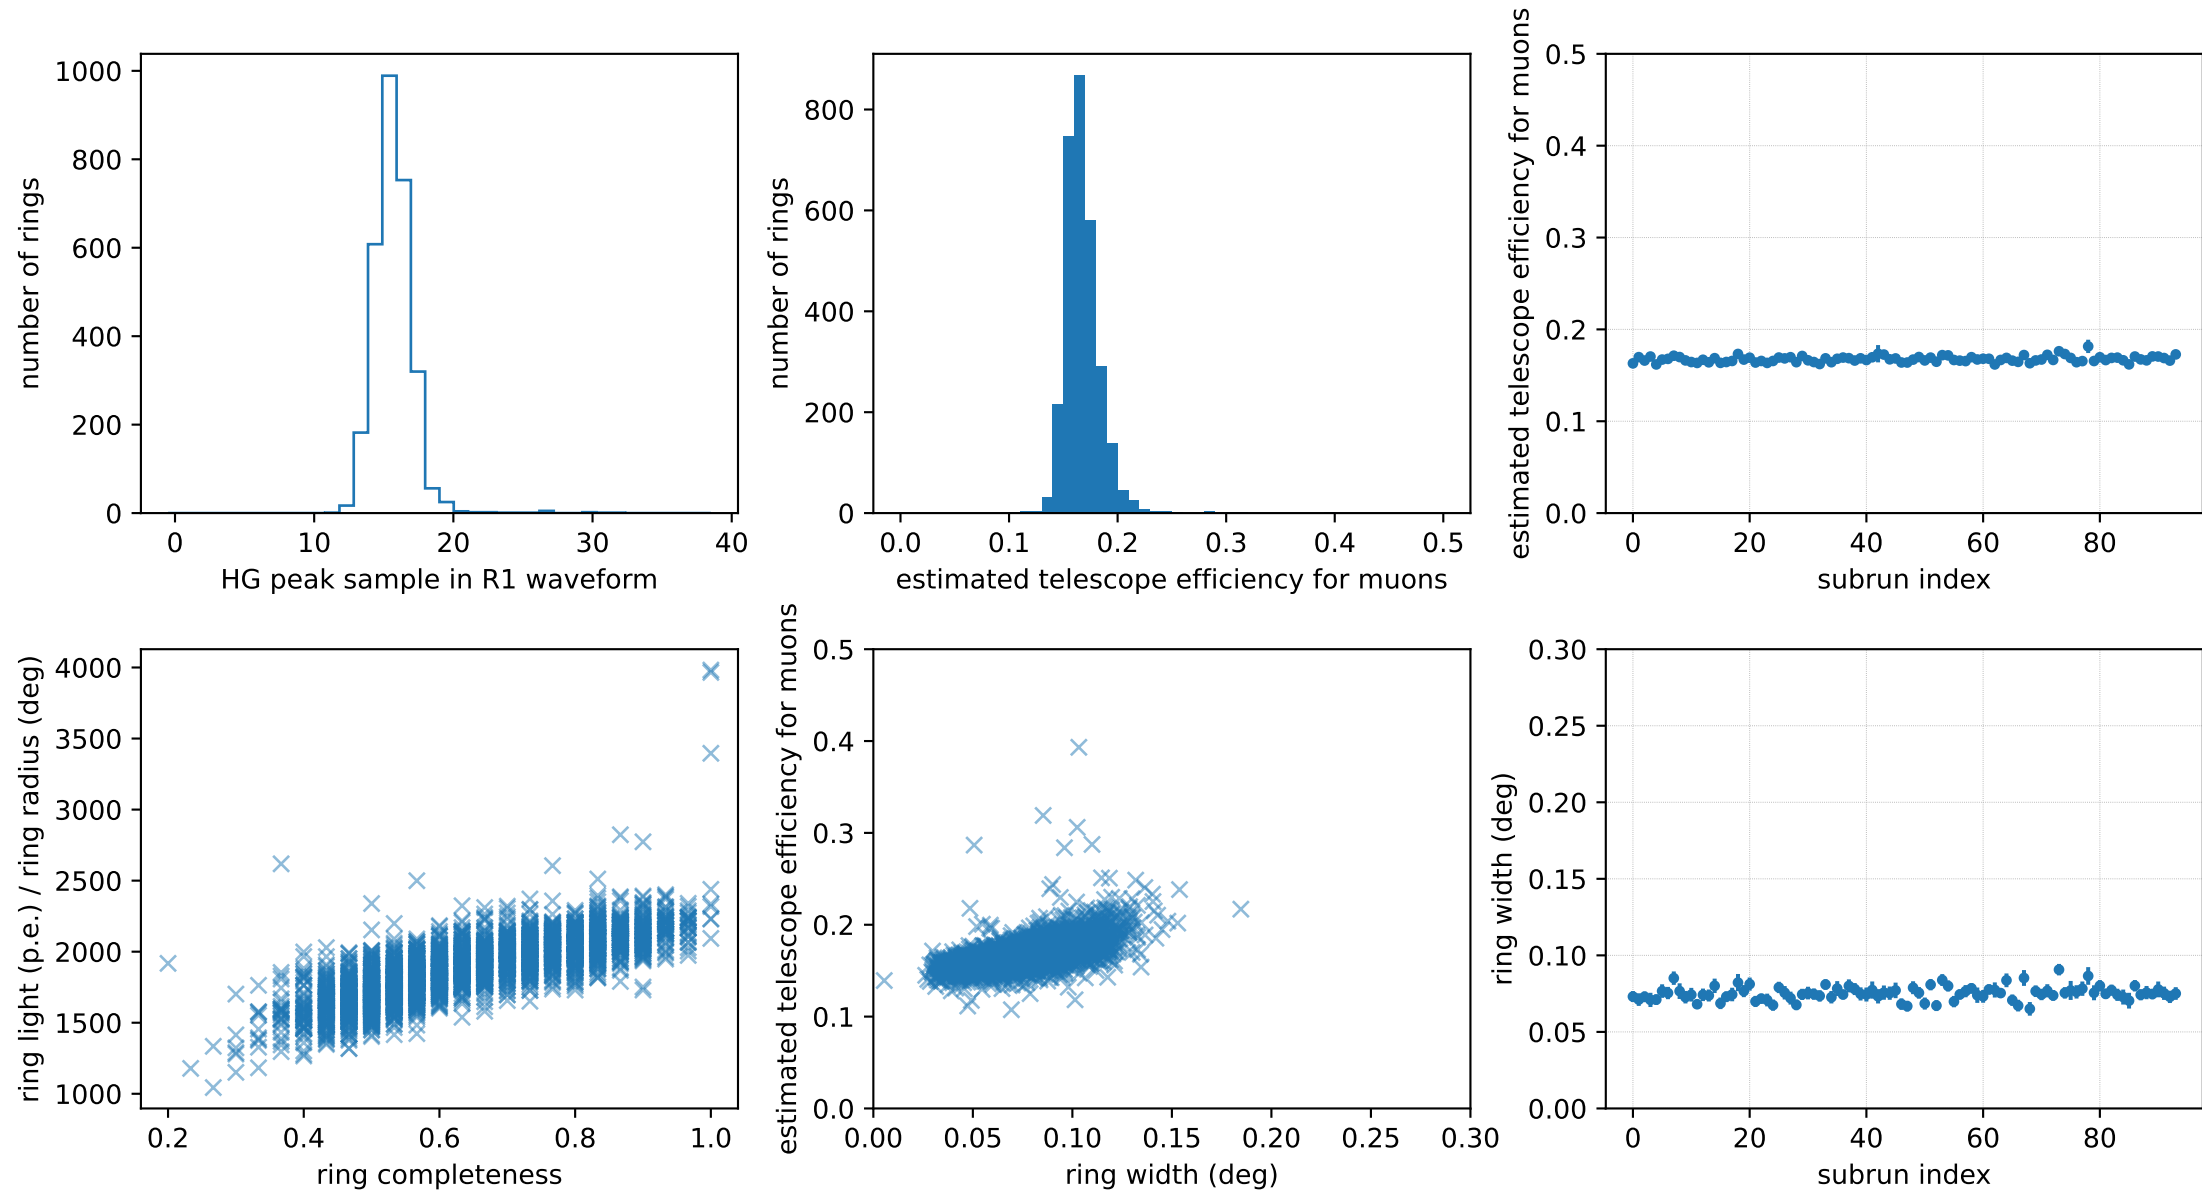 number of rings
1000
800
600
400
200
0
0 10 20 30 40
HG peak sample in R1 waveform
number of rings
800
600
400
200
0
0.0 0.1 0.2 0.3 0.4 0.5
estimated telescope efficiency for muons
estimated telescope efficiency for muons
0.5
0.4
0.3
0.2
0.1
0.0
0 20 40 60 80
subrun index
ring light (p.e.) / ring radius (deg)
4000
3500
3000
2500
2000
1500
1000
0.2 0.4 0.6 0.8 1.0
ring completeness
estimated telescope efficiency for muons
0.5
0.4
0.3
0.2
0.1
0.0
0.00 0.05 0.10 0.15 0.20 0.25 0.30
ring width (deg)
ring width (deg)
0.30
0.25
0.20
0.15
0.10
0.05
0.00
0 20 40 60 80
subrun index